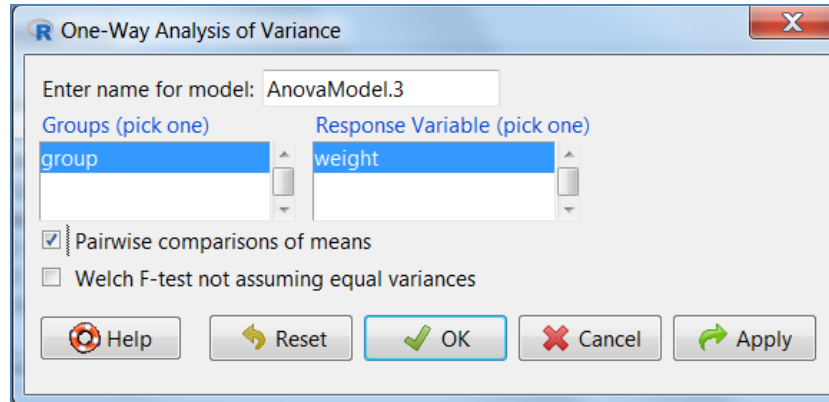 R One-Way Analysis of Variance
X
Enter name for model: AnovaModel.3
Groups (pick one) Response Variable (pick one)
group weight
Pairwise comparisons of means
Welch F-test not assuming equal variances
Help Reset OK Cancel Apply